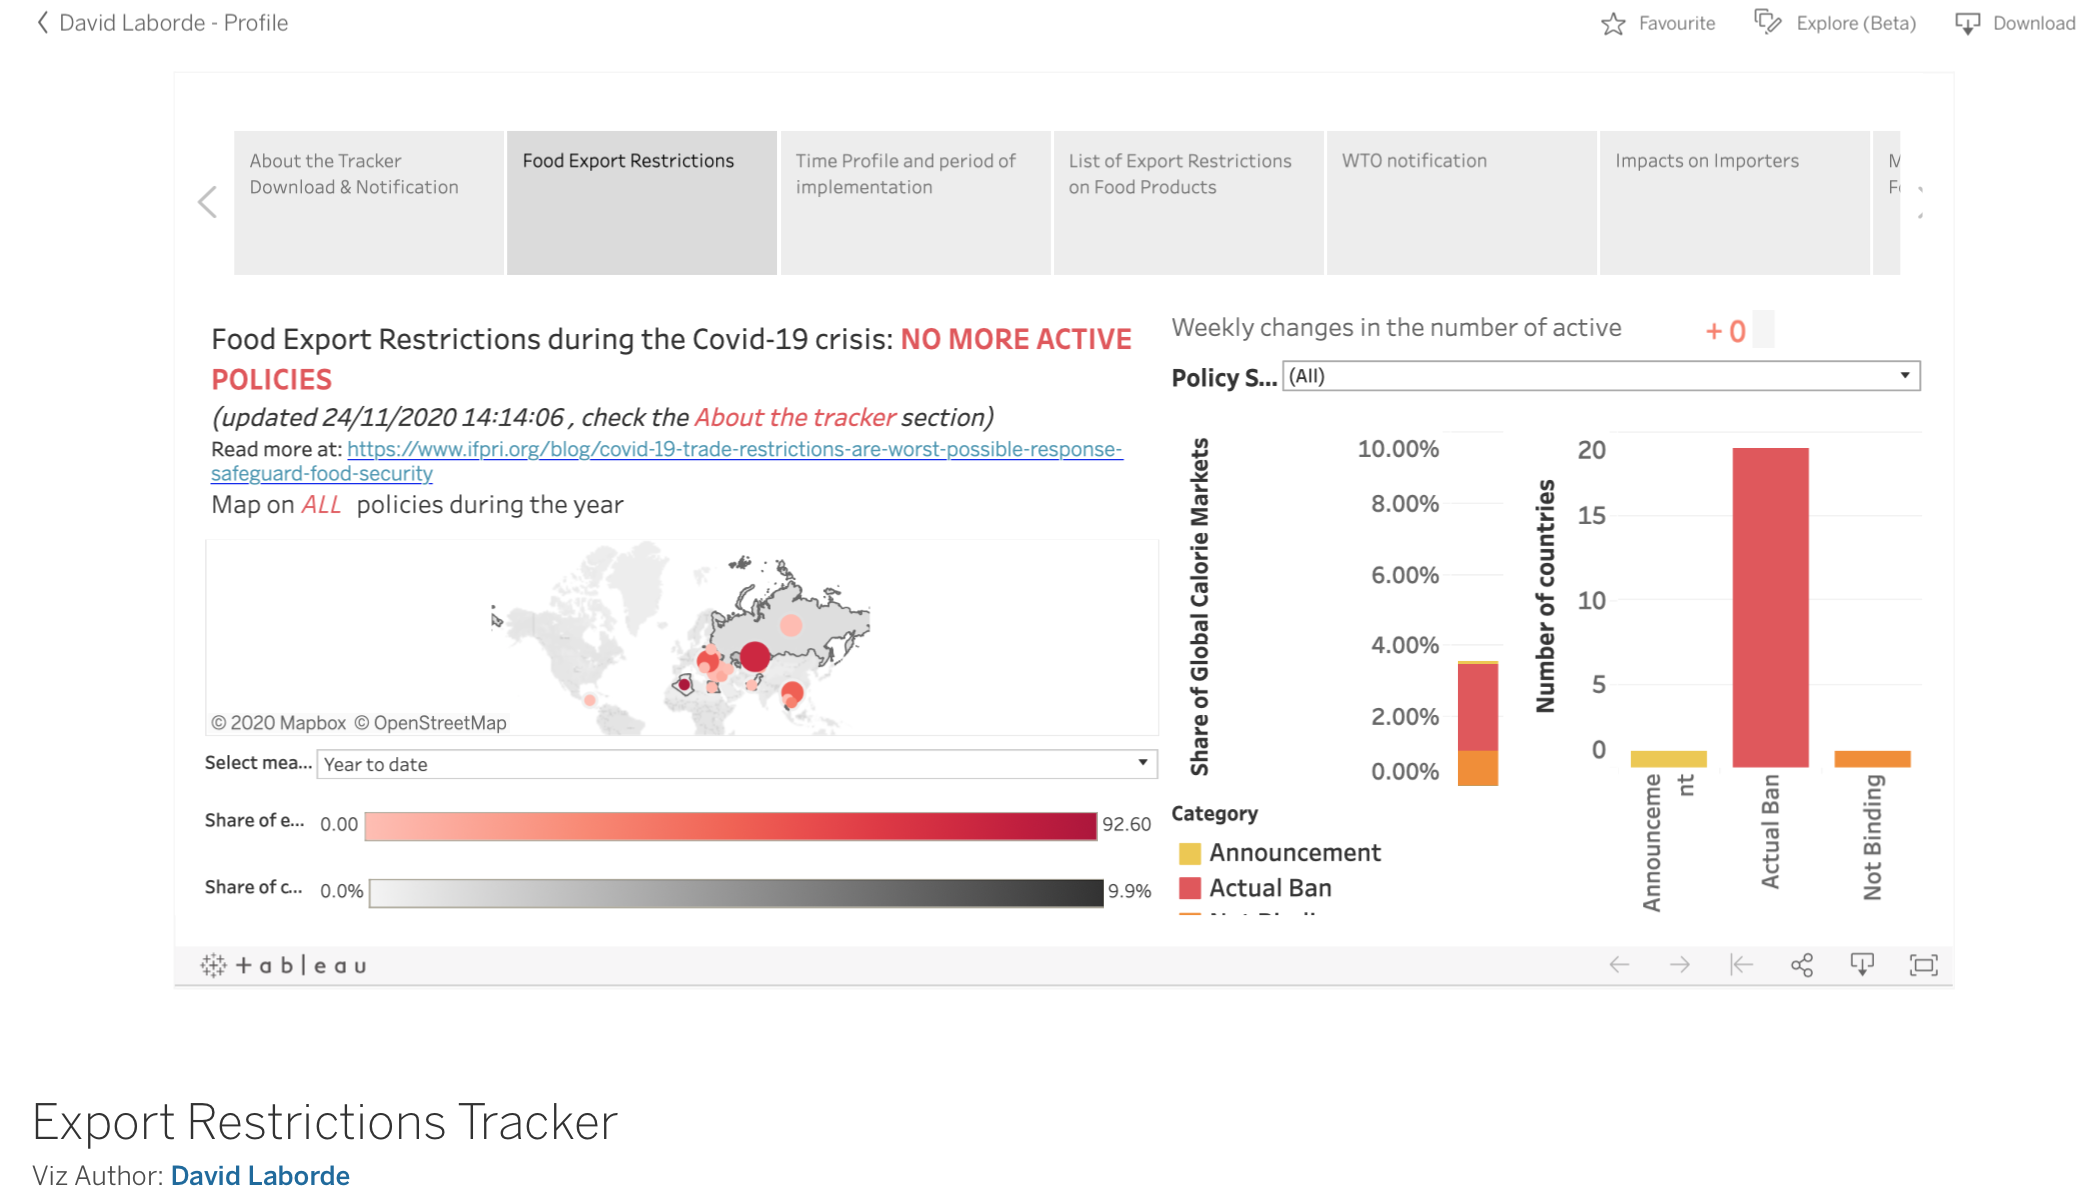 David Laborde - Profile
Favourite
Explore (Beta)
Download
About the Tracker
Download & Notification
Food Export Restrictions
Time Profile and period of
implementation
List of Export Restrictions
on Food Products
WTO notification
Impacts on Importers
Food Export Restrictions during the Covid-19 crisis: NO MORE ACTIVE
POLICIES
(updated 24/11/2020 14:14:06 , check the About the tracker section)
Read more at: https://www.ifpri.org/blog/covid-19-trade-restrictions-are-worst-possible-response-
safeguard-food-security
Map on ALL policies during the year
© 2020 Mapbox © OpenStreetMap
Select mea... Year to date
Share of e... 0.00 92.60
Share of c... 0.0% 9.9%
Weekly changes in the number of active
+ 0
Policy S... (All)
Share of Global Calorie Markets
10.00%
8.00%
6.00%
4.00%
2.00%
0.00%
Number of countries
20
15
10
5
0
Announceme
nt
Actual Ban
Not Binding
Category
Announcement
Actual Ban
+ableau
Export Restrictions Tracker
Viz Author: David Laborde